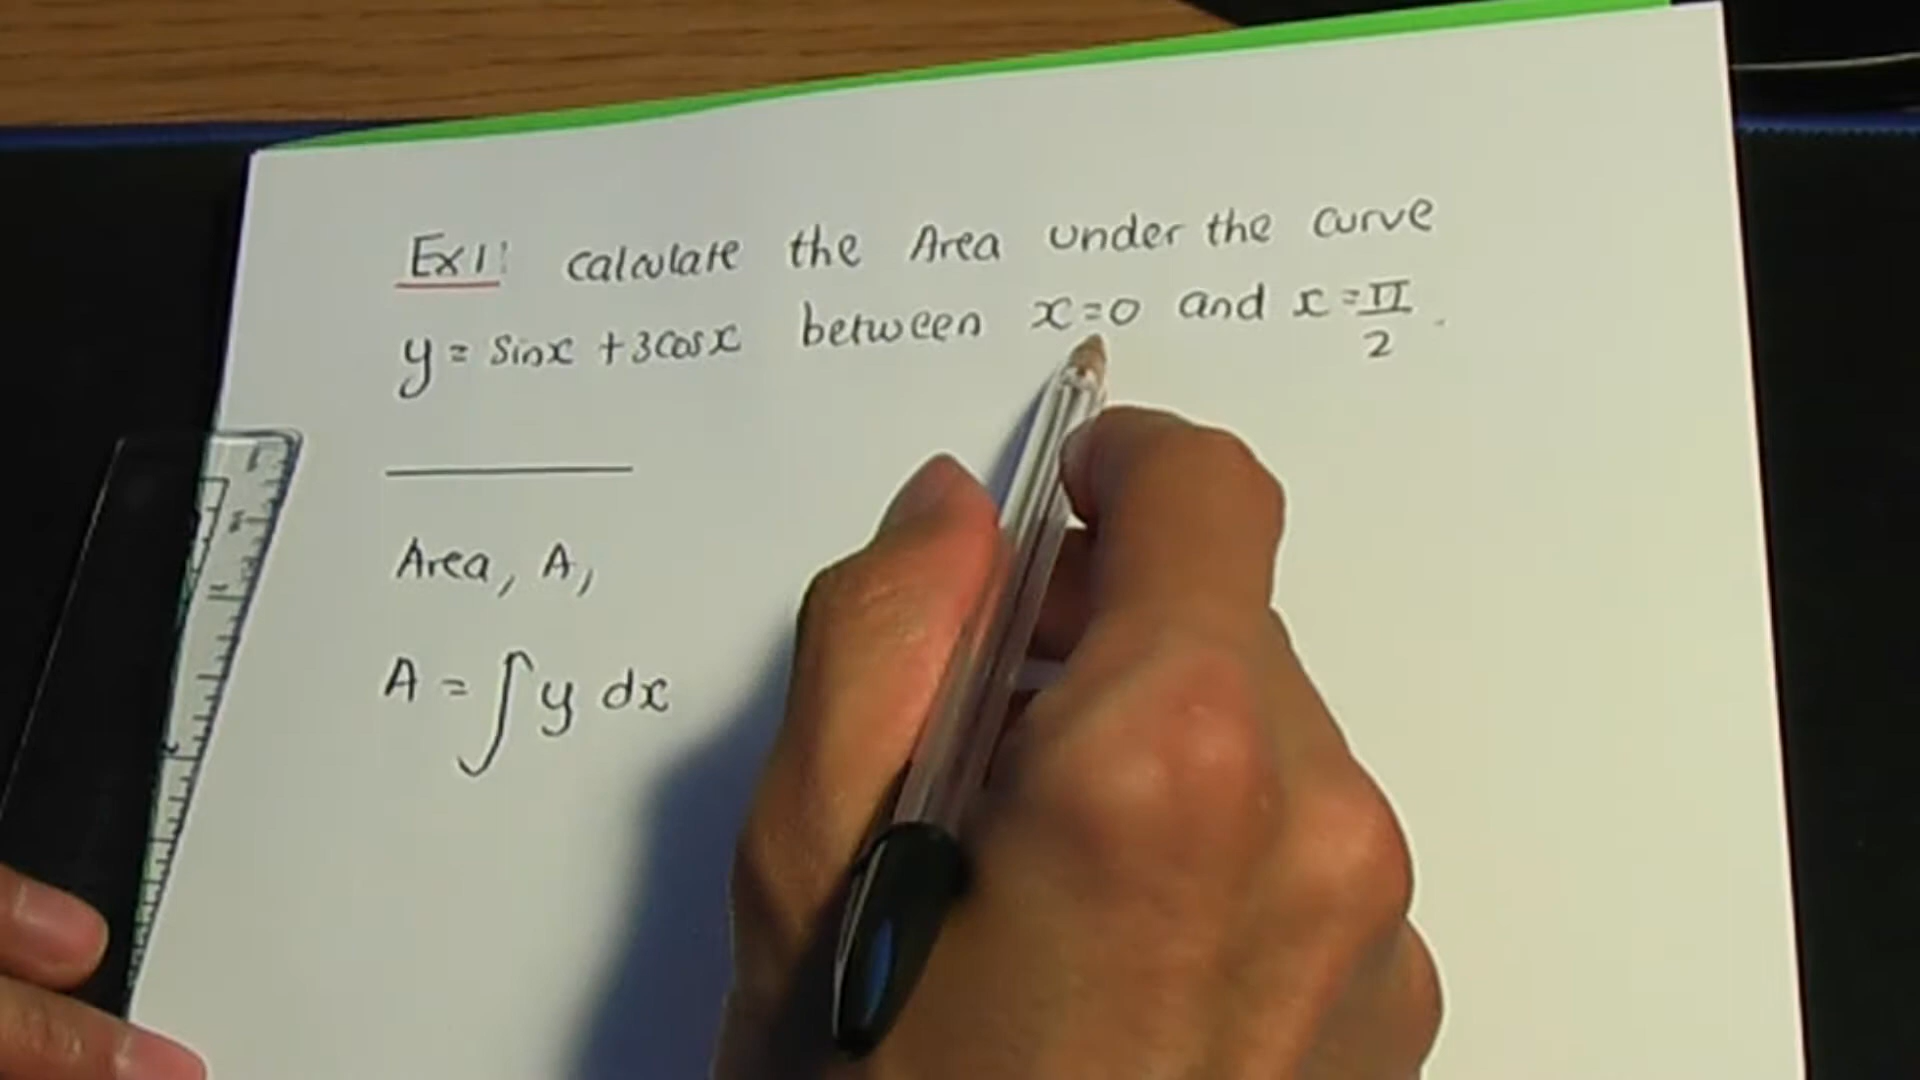 Ex1: calculate the Area under the curve
y = sinx + 3cosx between x=0 and x=π/2.
Area, A,
A = ∫y dx